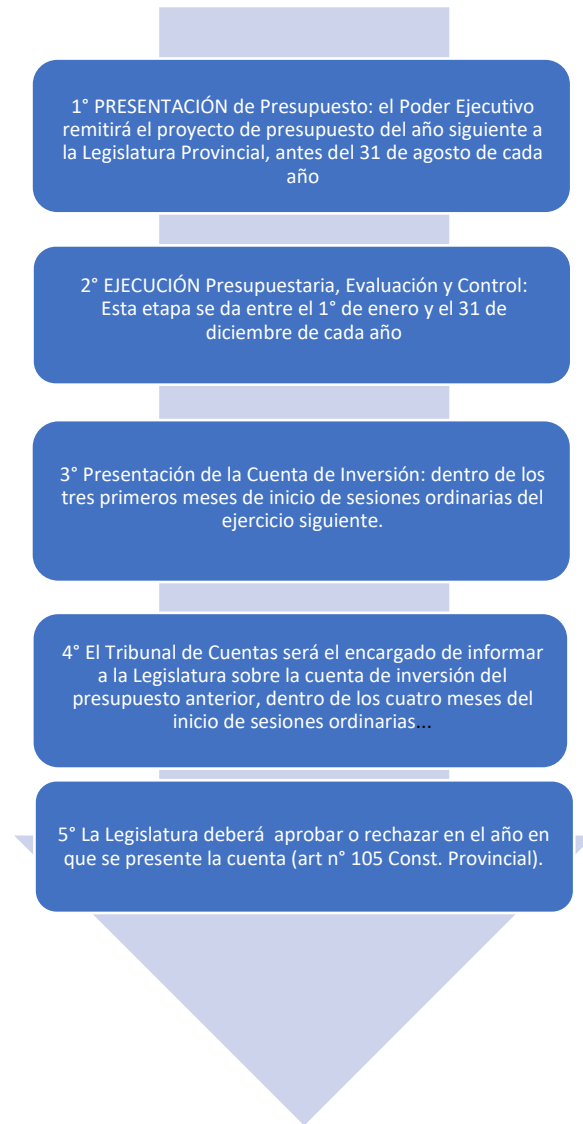 1° PRESENTACIÓN de Presupuesto: el Poder Ejecutivo
remitirá el proyecto de presupuesto del año siguiente a
la Legislatura Provincial, antes del 31 de agosto de cada
año
2° EJECUCIÓN Presupuestaria, Evaluación y Control:
Esta etapa se da entre el 1° de enero y el 31 de
diciembre de cada año
3° Presentación de la Cuenta de Inversión: dentro de los
tres primeros meses de inicio de sesiones ordinarias del
ejercicio siguiente.
4° El Tribunal de Cuentas será el encargado de informar
a la Legislatura sobre la cuenta de inversión del
presupuesto anterior, dentro de los cuatro meses del
inicio de sesiones ordinarias...
5° La Legislatura deberá  aprobar o rechazar en el año en
que se presente la cuenta (art n° 105 Const. Provincial).